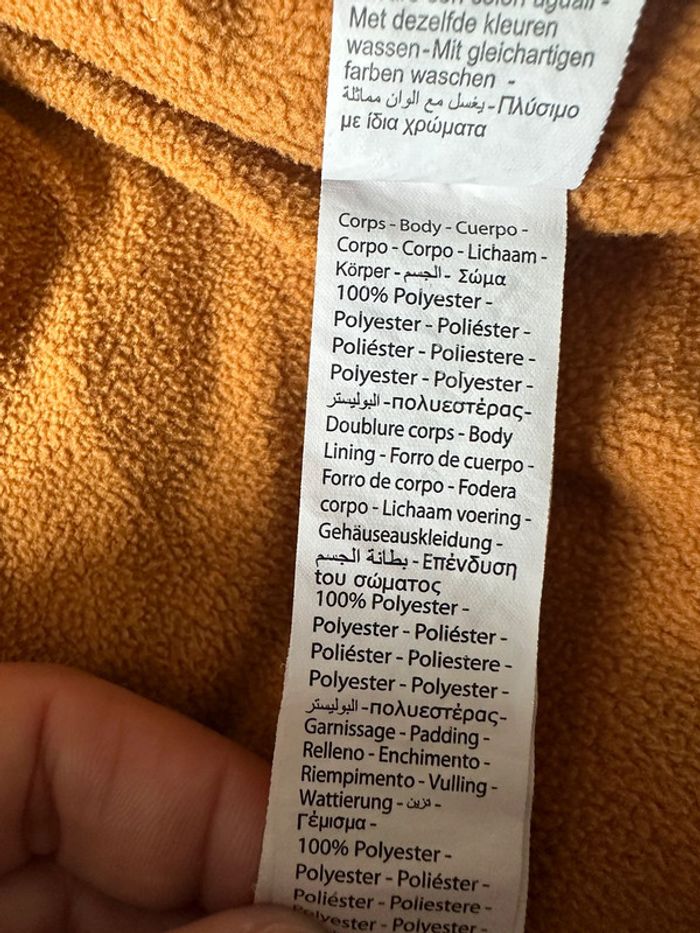 Met dezelfde kleuren
wassen-Mit gleichartigen
farben waschen -
يغسل مع الوان مماثلة -Πλύσιμο
με ίδια χρώματα
Corps - Body - Cuerpo -
Corpo - Corpo - Lichaam -
Körper - الجسم - Σώμα
100% Polyester -
Polyester - Poliéster -
Poliéster - Poliestere -
Polyester - Polyester -
البوليستر -πολυεστέρας-
Doublure corps - Body
Lining - Forro de cuerpo -
Forro de corpo - Fodera
corpo - Lichaam voering -
Gehäuseauskleidung -
بطانة الجسم - Επένδυση
του σώματος
100% Polyester -
Polyester - Poliéster -
Poliéster - Poliestere -
Polyester - Polyester -
البوليستر -πολυεστέρας-
Garnissage - Padding -
Relleno - Enchimento -
Riempimento - Vulling -
Wattierung - تزين -
Γέμισμα -
100% Polyester -
Polyester - Poliéster -
Poliéster - Poliestere -
Polyester - Polyester -